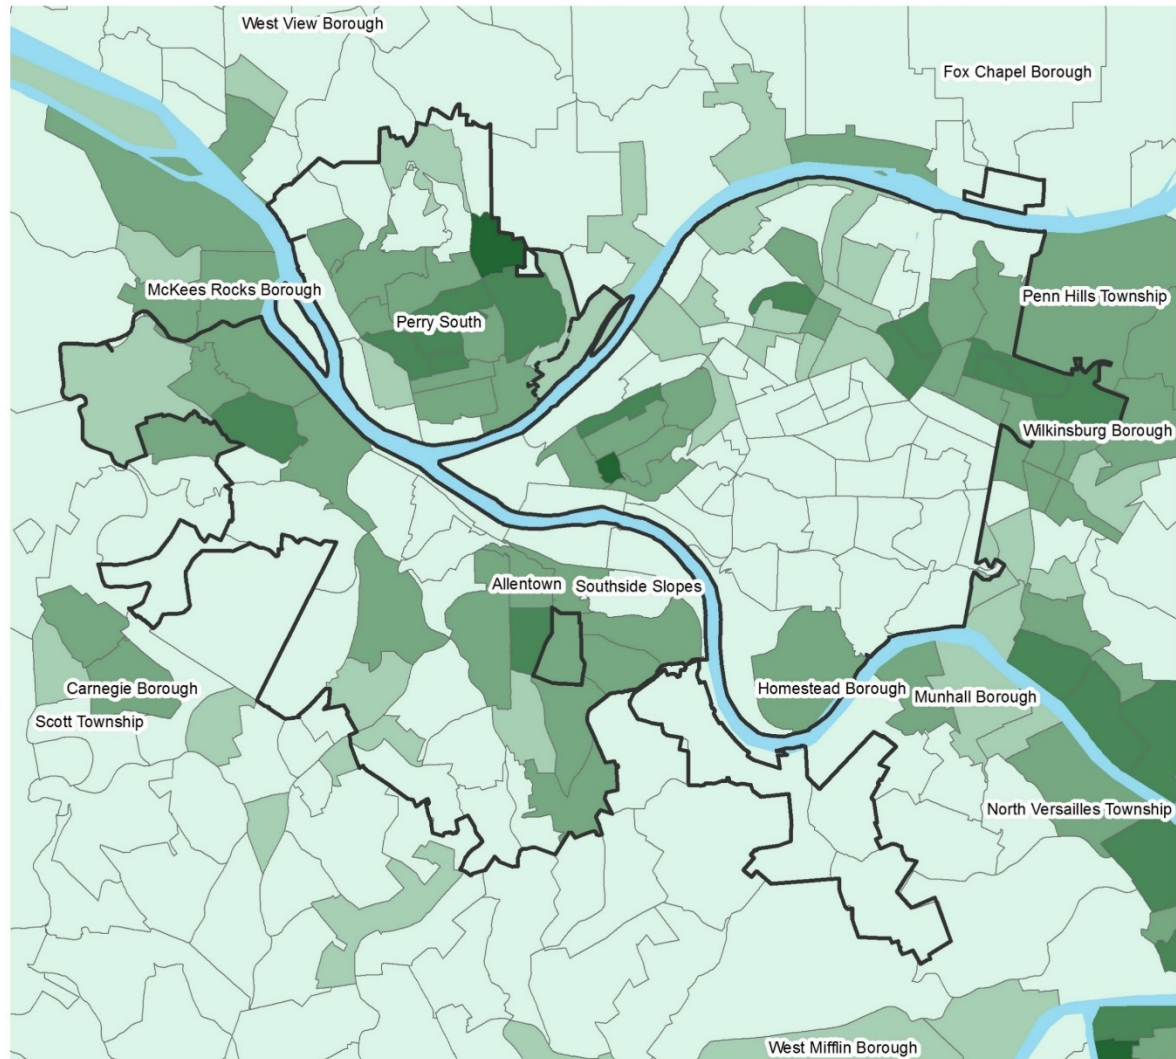 West View Borough
Fox Chapel Borough
McKees Rocks Borough
Penn Hills Township
Perry South
Wilkinsburg Borough
Allentown
Southside Slopes
Carnegie Borough
Homestead Borough
Munhall Borough
Scott Township
North Versailles Township
West Mifflin Borough